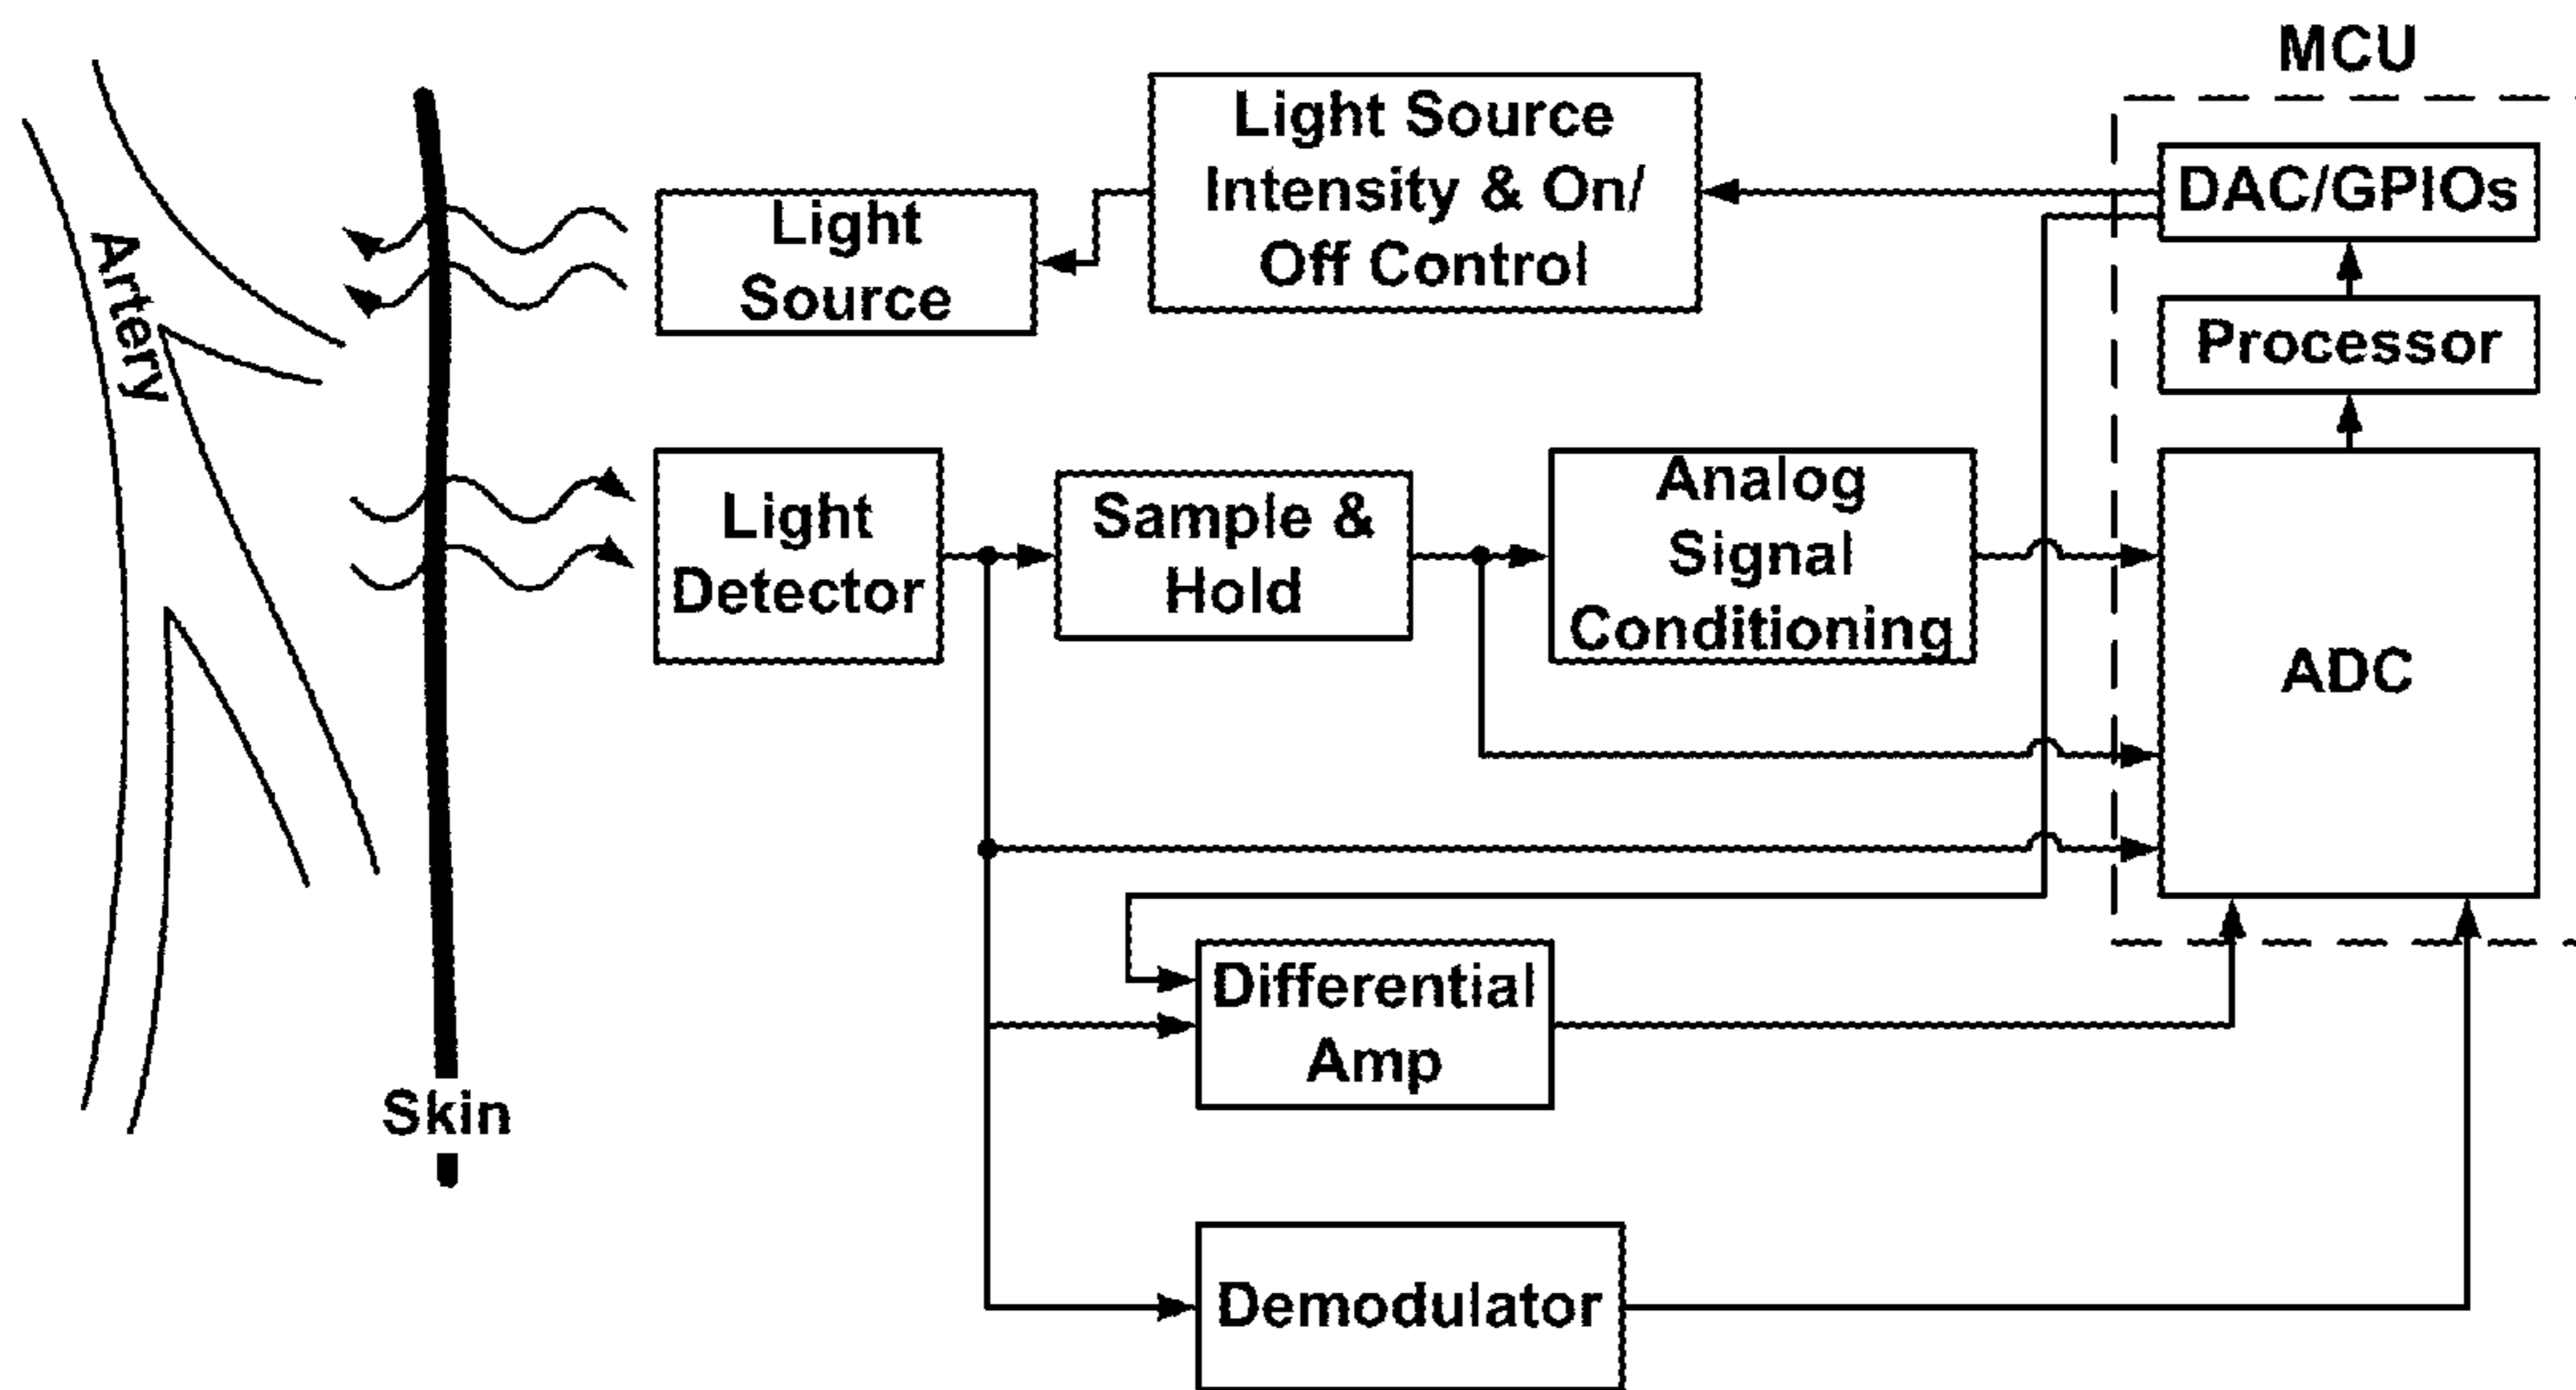 MCU
Light Source
Intensity & On/
Off Control
DAC/GPIOs
Light
Source
Artery
Processor
Light
Detector
Sample &
Hold
Analog
Signal
Conditioning
ADC
Differential
Amp
Skin
Demodulator